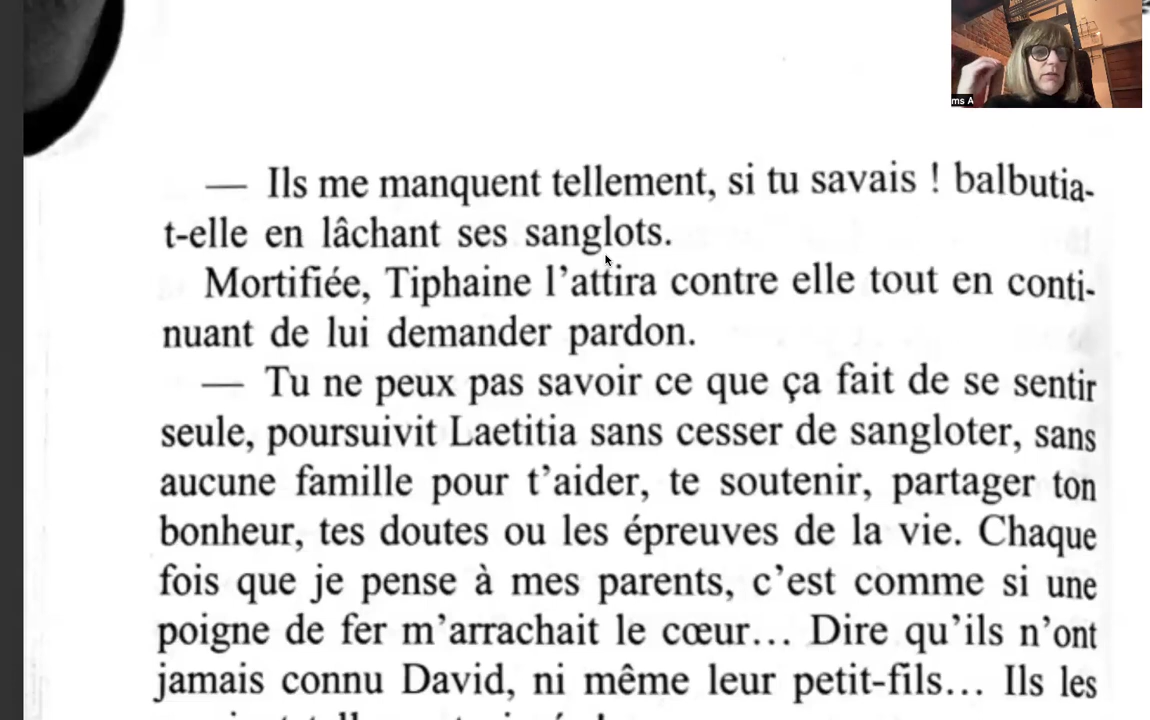 ms A
— Ils me manquent tellement, si tu savais ! balbutia-
t-elle en lâchant ses sanglots.
Mortifiée, Tiphaine l’attira contre elle tout en conti-
nuant de lui demander pardon.
— Tu ne peux pas savoir ce que ça fait de se sentir
seule, poursuivit Laetitia sans cesser de sangloter, sans
aucune famille pour t’aider, te soutenir, partager ton
bonheur, tes doutes ou les épreuves de la vie. Chaque
fois que je pense à mes parents, c’est comme si une
poigne de fer m’arrachait le cœur… Dire qu’ils n’ont
jamais connu David, ni même leur petit-fils… Ils les